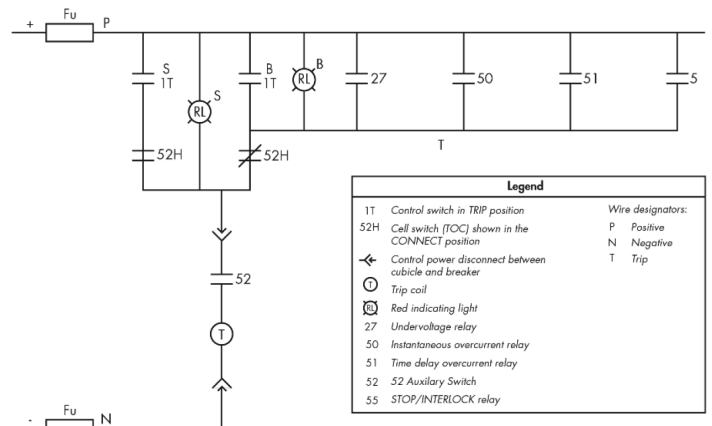 Fu
+ P
S
1T
S
RL
B
1T
B
RL
27
50
51
5
52H
52H
T
52
T
Fu
- N
Legend
1T Control switch in TRIP position
52H Cell switch (TOC) shown in the
CONNECT position
Control power disconnect between
cubicle and breaker
T Trip coil
RL Red indicating light
27 Undervoltage relay
50 Instantaneous overcurrent relay
51 Time delay overcurrent relay
52 52 Auxilary Switch
55 STOP/INTERLOCK relay
Wire designators:
P Positive
N Negative
T Trip